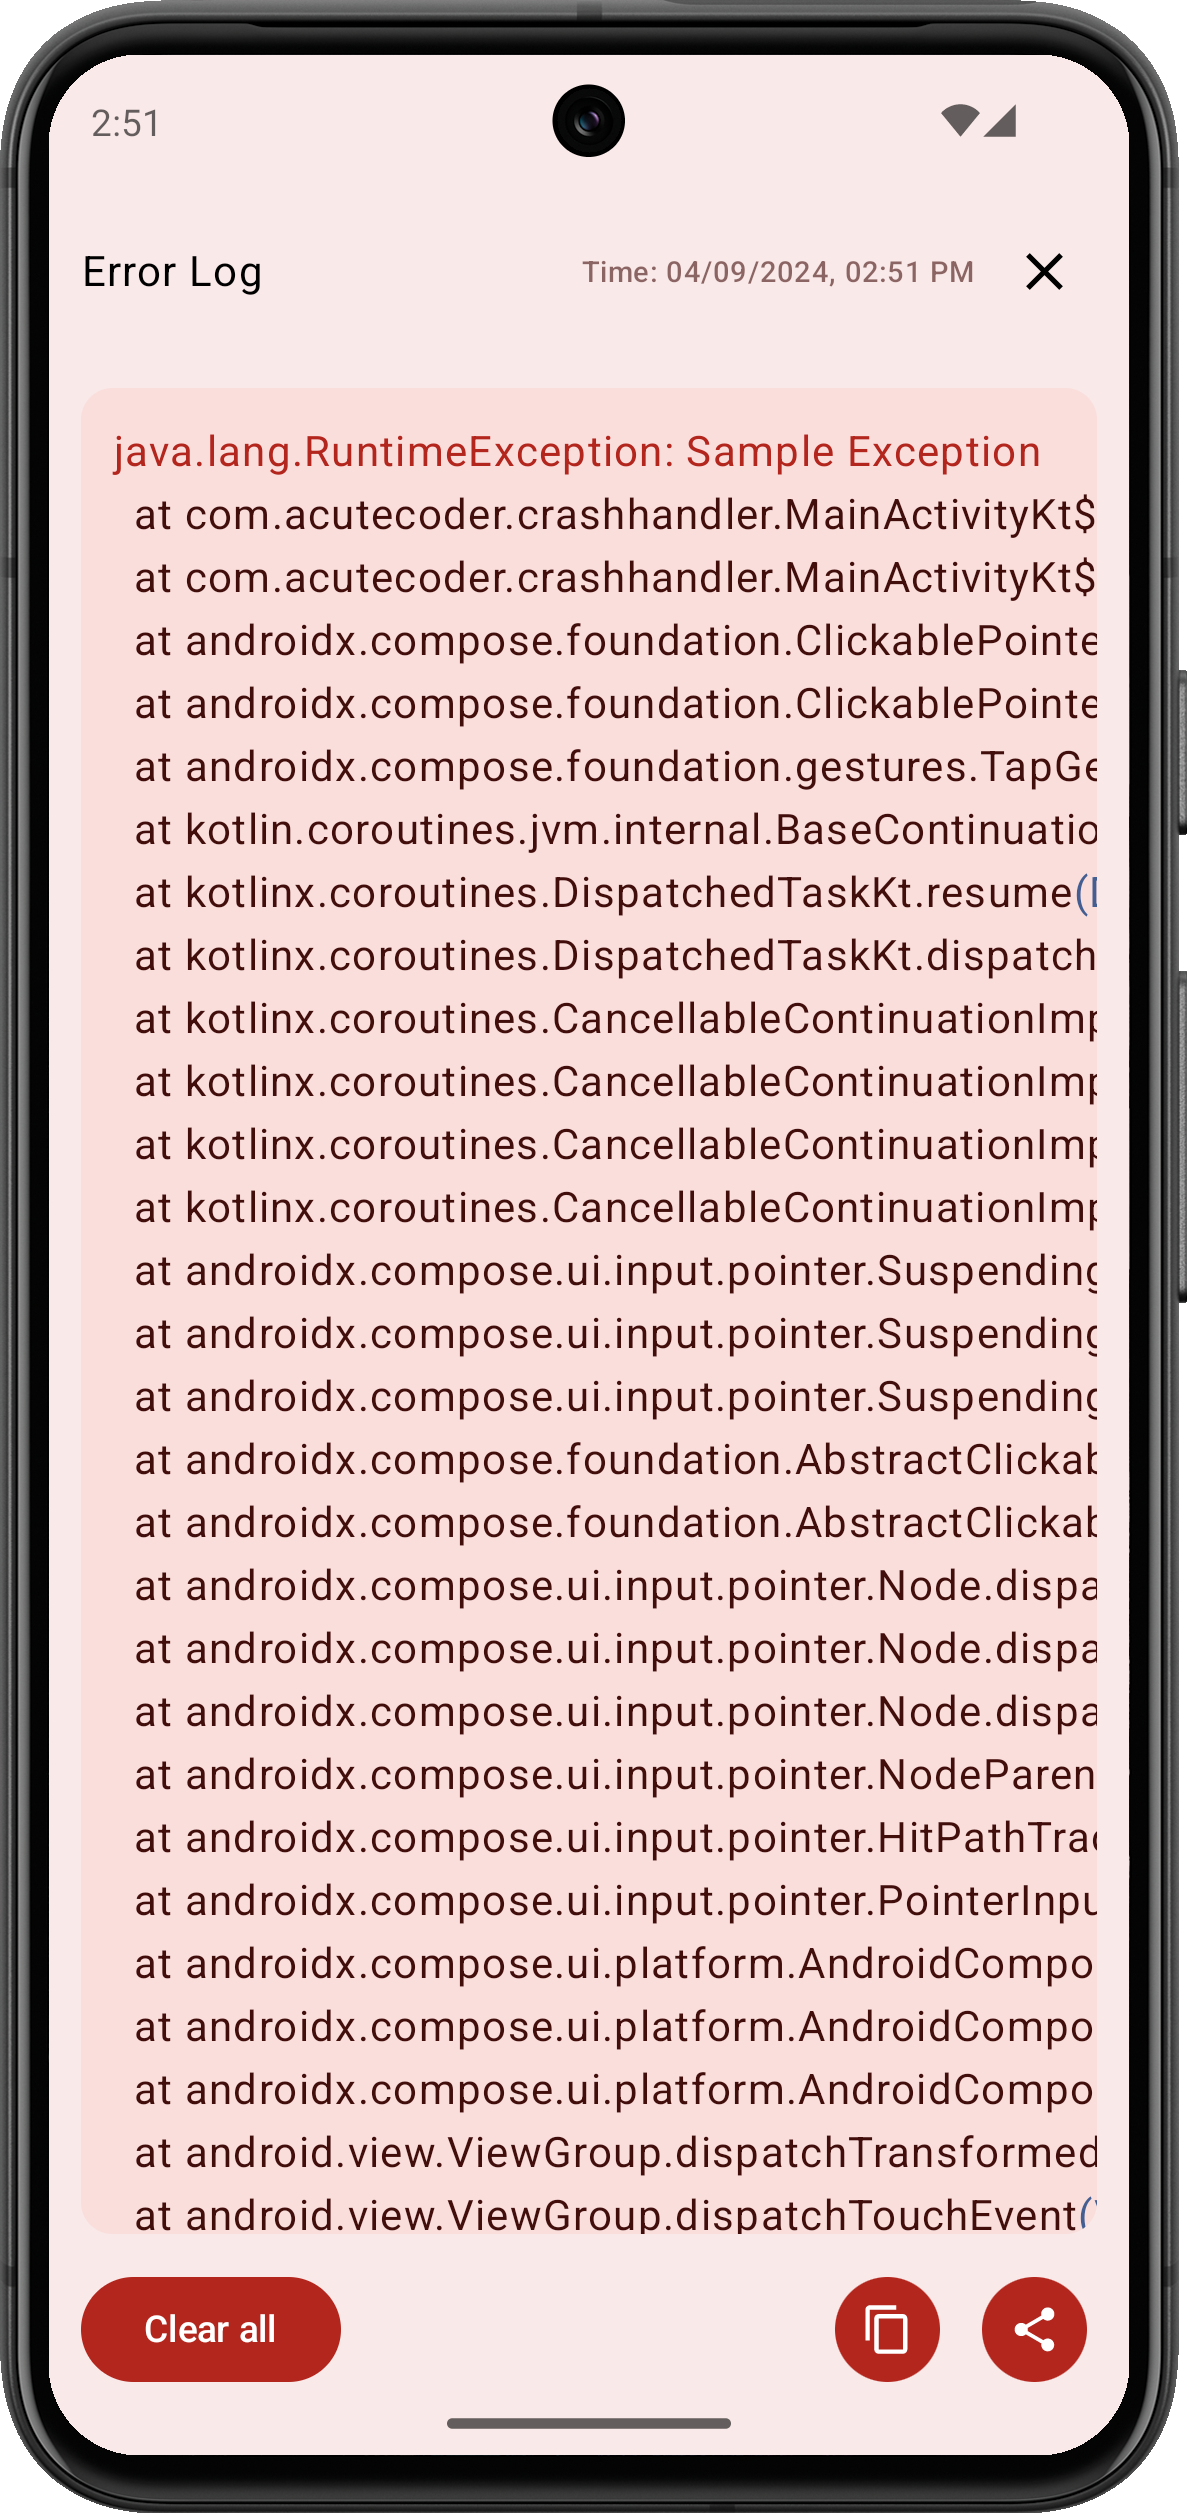 2:51
Error Log
Time: 04/09/2024, 02:51 PM
java.lang.RuntimeException: Sample Exception
at com.acutecoder.crashhandler.MainActivityKt$
at com.acutecoder.crashhandler.MainActivityKt$
at androidx.compose.foundation.ClickablePointe
at androidx.compose.foundation.ClickablePointe
at androidx.compose.foundation.gestures.TapGe
at kotlin.coroutines.jvm.internal.BaseContinuatio
at kotlinx.coroutines.DispatchedTaskKt.resume(D
at kotlinx.coroutines.DispatchedTaskKt.dispatch
at kotlinx.coroutines.CancellableContinuationImp
at kotlinx.coroutines.CancellableContinuationImp
at kotlinx.coroutines.CancellableContinuationImp
at kotlinx.coroutines.CancellableContinuationImp
at androidx.compose.ui.input.pointer.Suspending
at androidx.compose.ui.input.pointer.Suspending
at androidx.compose.ui.input.pointer.Suspending
at androidx.compose.foundation.AbstractClickab
at androidx.compose.foundation.AbstractClickab
at androidx.compose.ui.input.pointer.Node.dispa
at androidx.compose.ui.input.pointer.Node.dispa
at androidx.compose.ui.input.pointer.Node.dispa
at androidx.compose.ui.input.pointer.NodeParen
at androidx.compose.ui.input.pointer.HitPathTrac
at androidx.compose.ui.input.pointer.PointerInpu
at androidx.compose.ui.platform.AndroidCompo
at androidx.compose.ui.platform.AndroidCompo
at androidx.compose.ui.platform.AndroidCompo
at android.view.ViewGroup.dispatchTransformed
at android.view.ViewGroup.dispatchTouchEvent(
Clear all